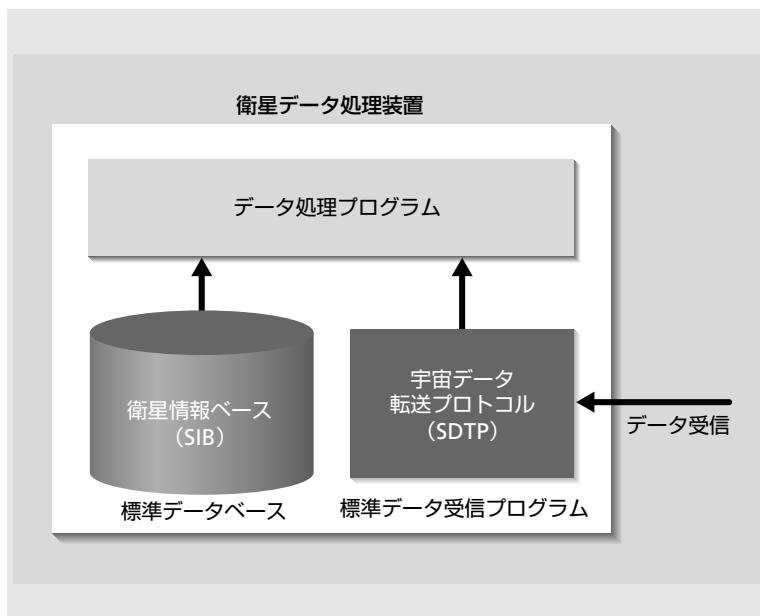 衛星データ処理装置
データ処理プログラム
衛星情報ベース
（SIB）
宇宙データ
転送プロトコル
（SDTP）
データ受信
標準データベース
標準データ受信プログラム